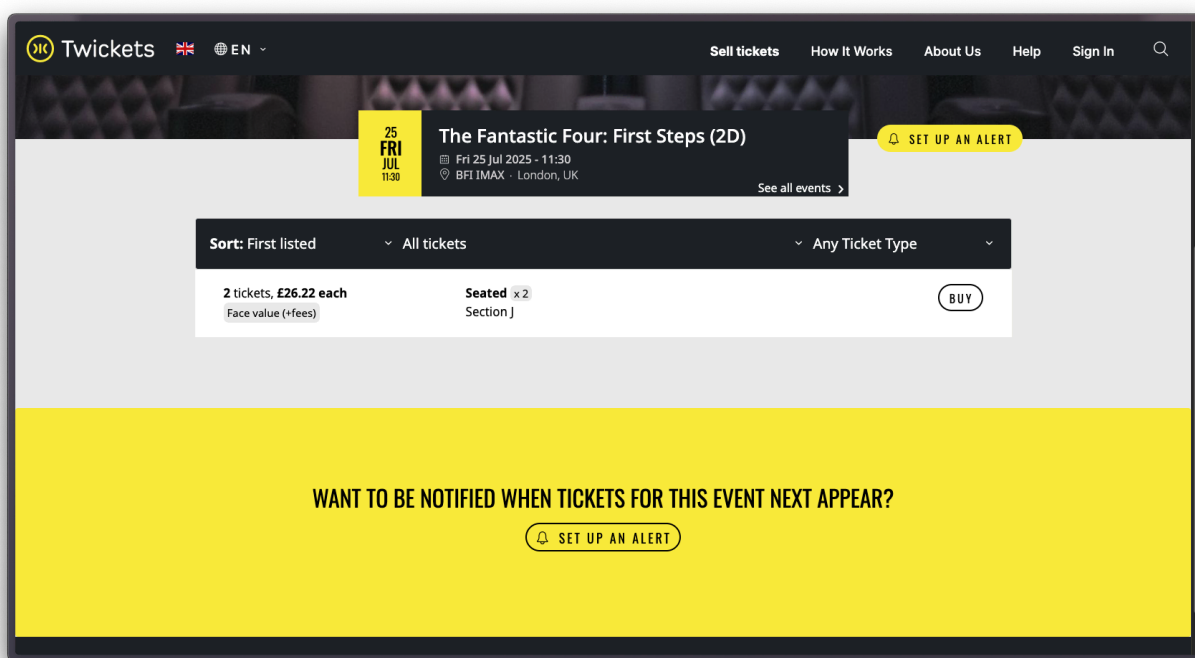 Twickets EN Sell tickets How It Works About Us Help Sign In
25
FRI
JUL
11:30
The Fantastic Four: First Steps (2D)
Fri 25 Jul 2025 - 11:30
BFI IMAX · London, UK
See all events
SET UP AN ALERT
Sort: First listed All tickets Any Ticket Type
2 tickets, £26.22 each Seated x 2 BUY
Face value (+fees) Section J
WANT TO BE NOTIFIED WHEN TICKETS FOR THIS EVENT NEXT APPEAR?
SET UP AN ALERT